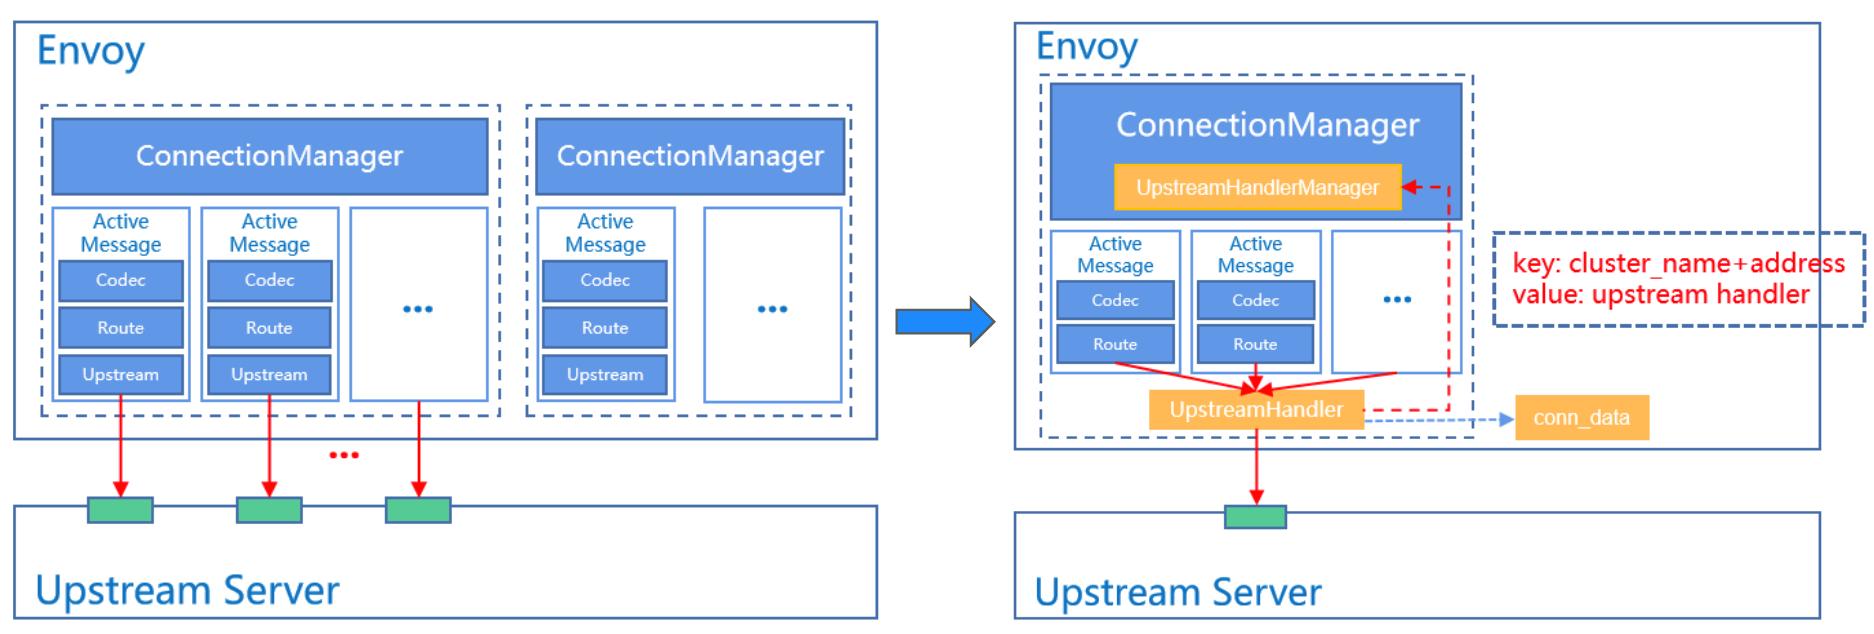 Envoy
ConnectionManager
Active
Message
Codec
Route
Upstream
Active
Message
Codec
Route
Upstream
...
ConnectionManager
Active
Message
Codec
Route
Upstream
...
...
Upstream Server
Envoy
ConnectionManager
UpstreamHandlerManager
Active
Message
Codec
Route
Active
Message
Codec
Route
...
UpstreamHandler
conn_data
key: cluster_name+address
value: upstream handler
Upstream Server